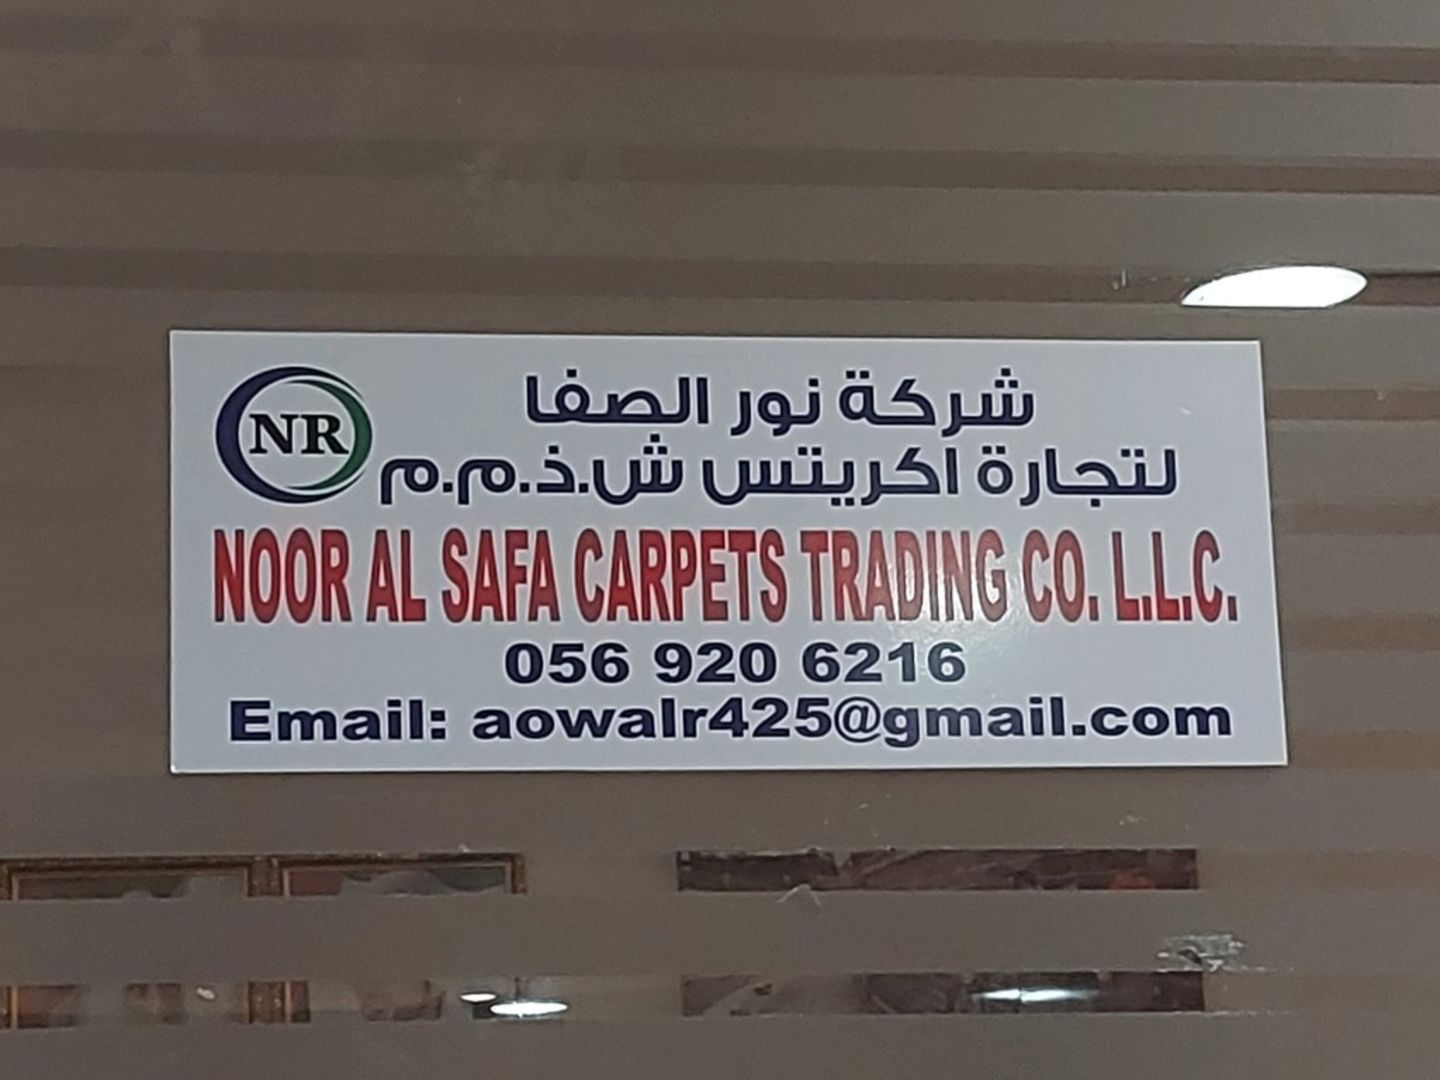 NR
شركة نور الصفا
لتجارة اكريتس ش.ذ.م.م
NOOR AL SAFA CARPETS TRADING CO. L.L.C.
056 920 6216
Email: aowalr425@gmail.com